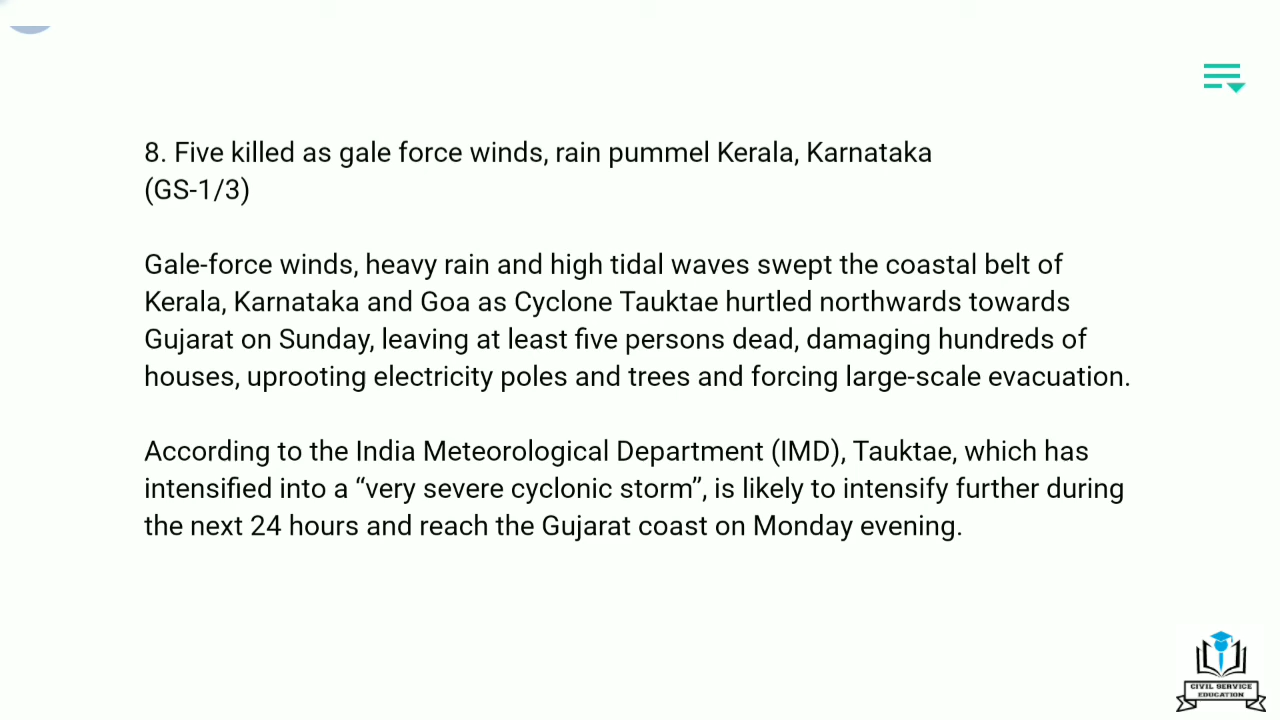 8. Five killed as gale force winds, rain pummel Kerala, Karnataka
(GS-1/3)
Gale-force winds, heavy rain and high tidal waves swept the coastal belt of
Kerala, Karnataka and Goa as Cyclone Tauktae hurtled northwards towards
Gujarat on Sunday, leaving at least five persons dead, damaging hundreds of
houses, uprooting electricity poles and trees and forcing large-scale evacuation.
According to the India Meteorological Department (IMD), Tauktae, which has
intensified into a “very severe cyclonic storm”, is likely to intensify further during
the next 24 hours and reach the Gujarat coast on Monday evening.
CIVIL SERVICE
EDUCATION